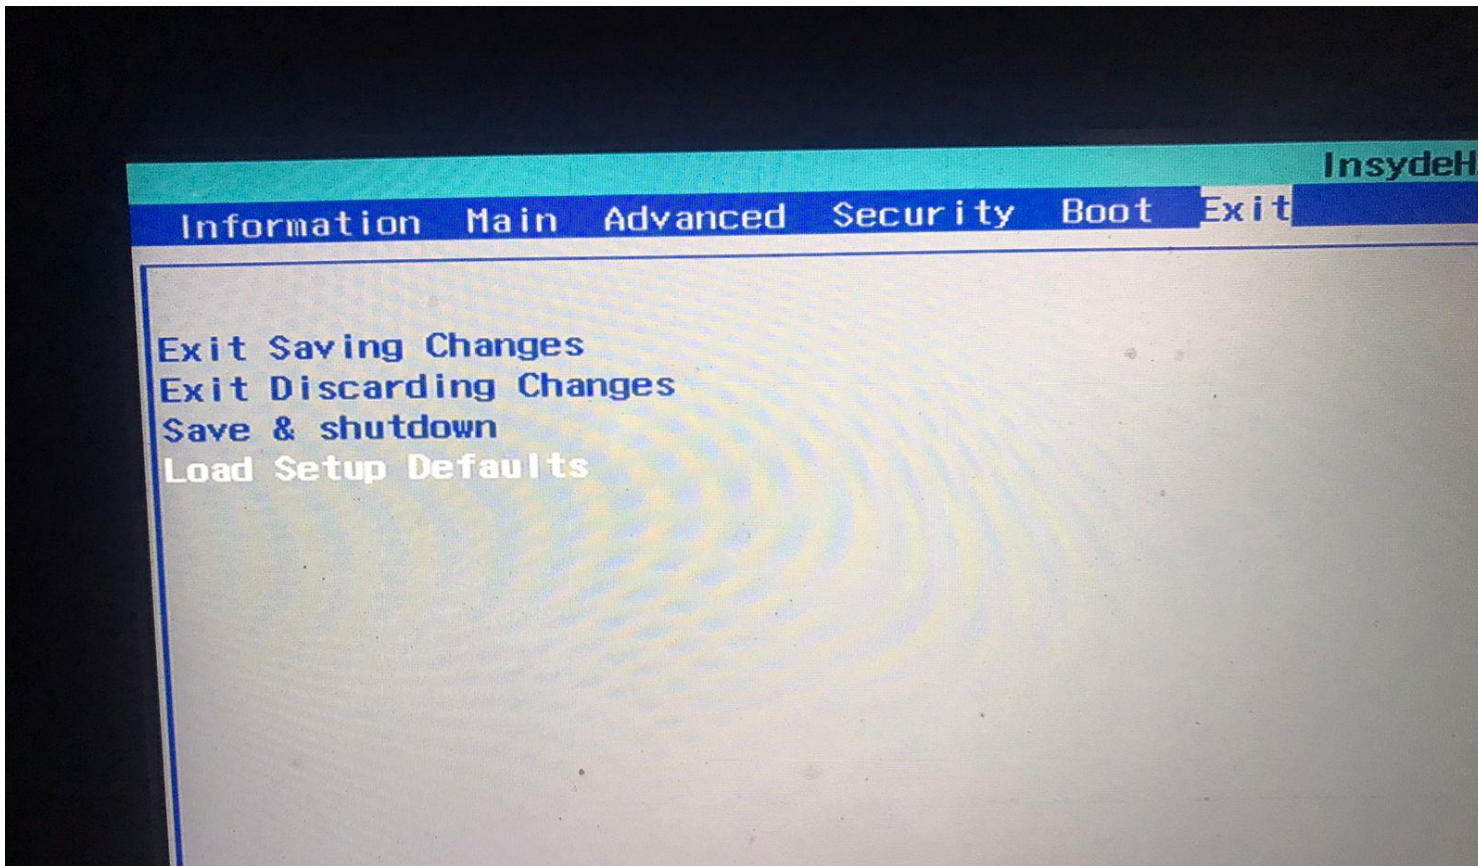 InsydeH
Information Main Advanced Security Boot Exit
Exit Saving Changes
Exit Discarding Changes
Save & shutdown
Load Setup Defaults